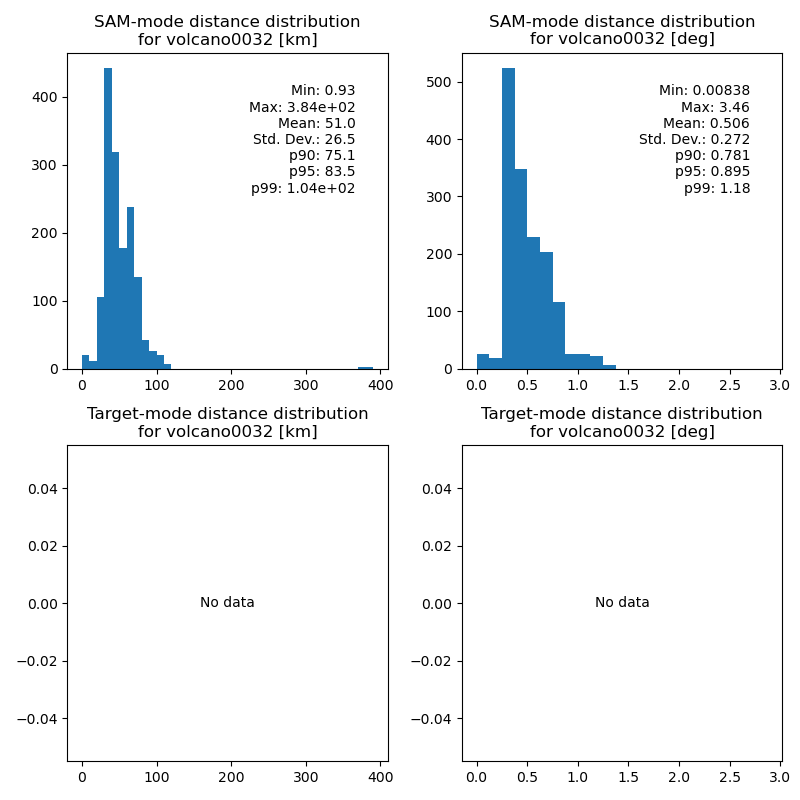 SAM-mode distance distribution
for volcano0032 [km]
Min: 0.93
Max: 3.84e+02
Mean: 51.0
Std. Dev.: 26.5
p90: 75.1
p95: 83.5
p99: 1.04e+02
400
300
200
100
0
0 100 200 300 400
SAM-mode distance distribution
for volcano0032 [deg]
Min: 0.00838
Max: 3.46
Mean: 0.506
Std. Dev.: 0.272
p90: 0.781
p95: 0.895
p99: 1.18
500
400
300
200
100
0
0.0 0.5 1.0 1.5 2.0 2.5 3.0
Target-mode distance distribution
for volcano0032 [km]
0.04
0.02
0.00
−0.02
−0.04
No data
0 100 200 300 400
Target-mode distance distribution
for volcano0032 [deg]
0.04
0.02
0.00
−0.02
−0.04
No data
0.0 0.5 1.0 1.5 2.0 2.5 3.0